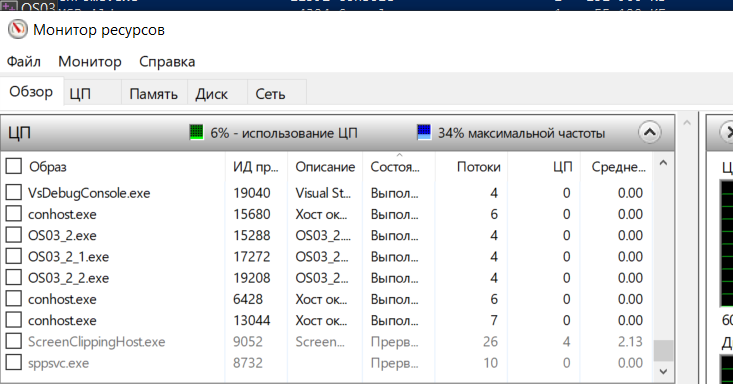 OS03
Монитор ресурсов
Файл Монитор Справка
Обзор ЦП Память Диск Сеть
ЦП 6% - использование ЦП 34% максимальной частоты
Образ ИД пр... Описание Состоя... Потоки ЦП Средне...
VsDebugConsole.exe 19040 Visual St... Выпол... 4 0 0.00
conhost.exe 15680 Хост ок... Выпол... 6 0 0.00
OS03_2.exe 15288 OS03_2.... Выпол... 4 0 0.00
OS03_2_1.exe 17272 OS03_2... Выпол... 4 0 0.00
OS03_2_2.exe 19208 OS03_2... Выпол... 4 0 0.00
conhost.exe 6428 Хост ок... Выпол... 6 0 0.00
conhost.exe 13044 Хост ок... Выпол... 7 0 0.00
ScreenClippingHost.exe 9052 Screen... Прерв... 26 4 2.13
sppsvc.exe 8732 Прерв... 10 0 0.00